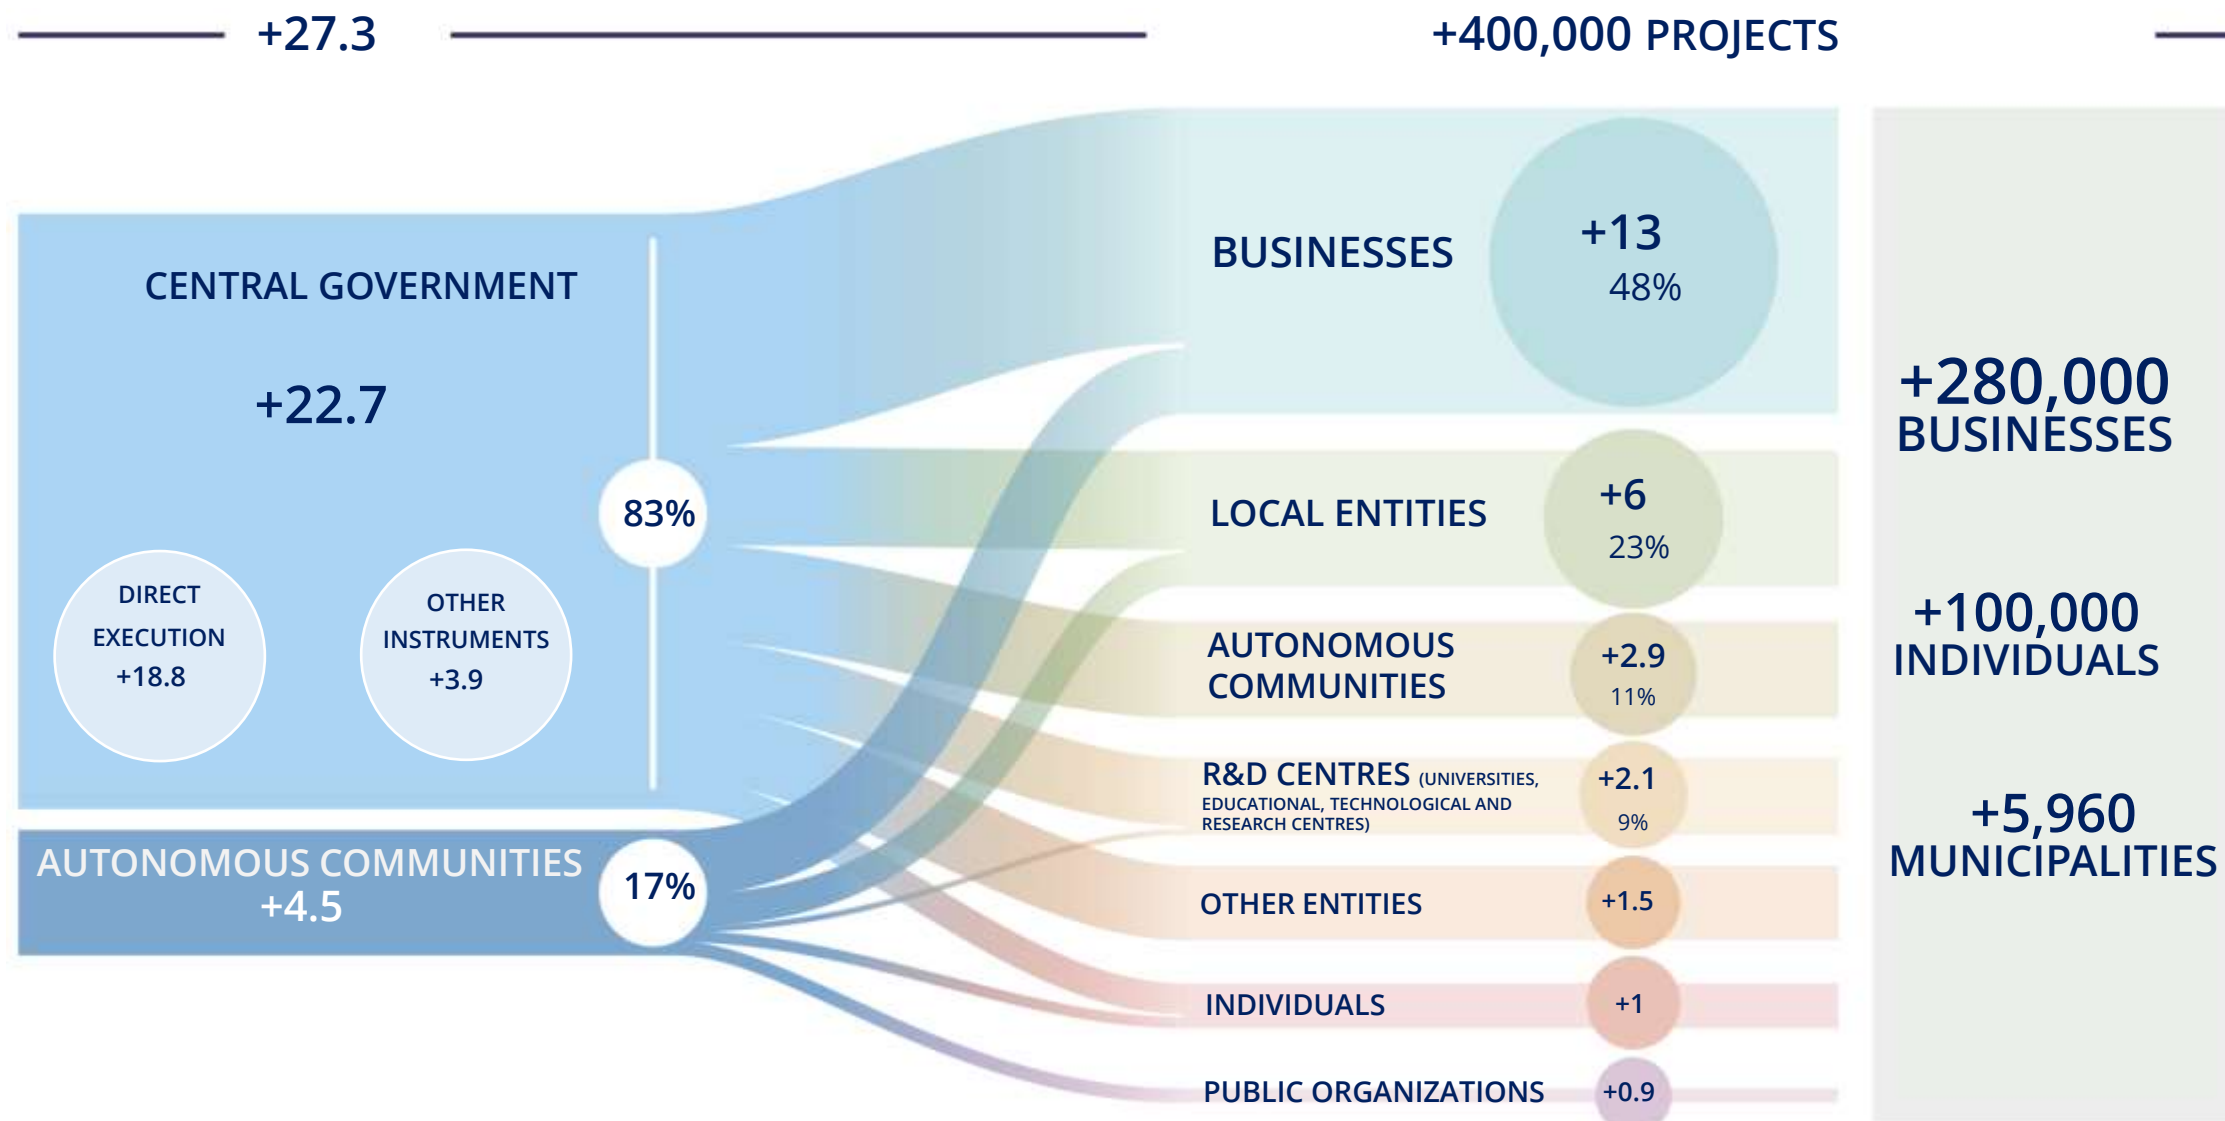 +27.3
+400,000 PROJECTS
CENTRAL GOVERNMENT
+22.7
83%
DIRECT
EXECUTION
+18.8
OTHER
INSTRUMENTS
+3.9
AUTONOMOUS COMMUNITIES
+4.5
17%
BUSINESSES
+13
48%
LOCAL ENTITIES
+6
23%
AUTONOMOUS
COMMUNITIES
+2.9
11%
R&D CENTRES (UNIVERSITIES,
EDUCATIONAL, TECHNOLOGICAL AND
RESEARCH CENTRES)
+2.1
9%
OTHER ENTITIES
+1.5
INDIVIDUALS
+1
PUBLIC ORGANIZATIONS
+0.9
+280,000
BUSINESSES
+100,000
INDIVIDUALS
+5,960
MUNICIPALITIES